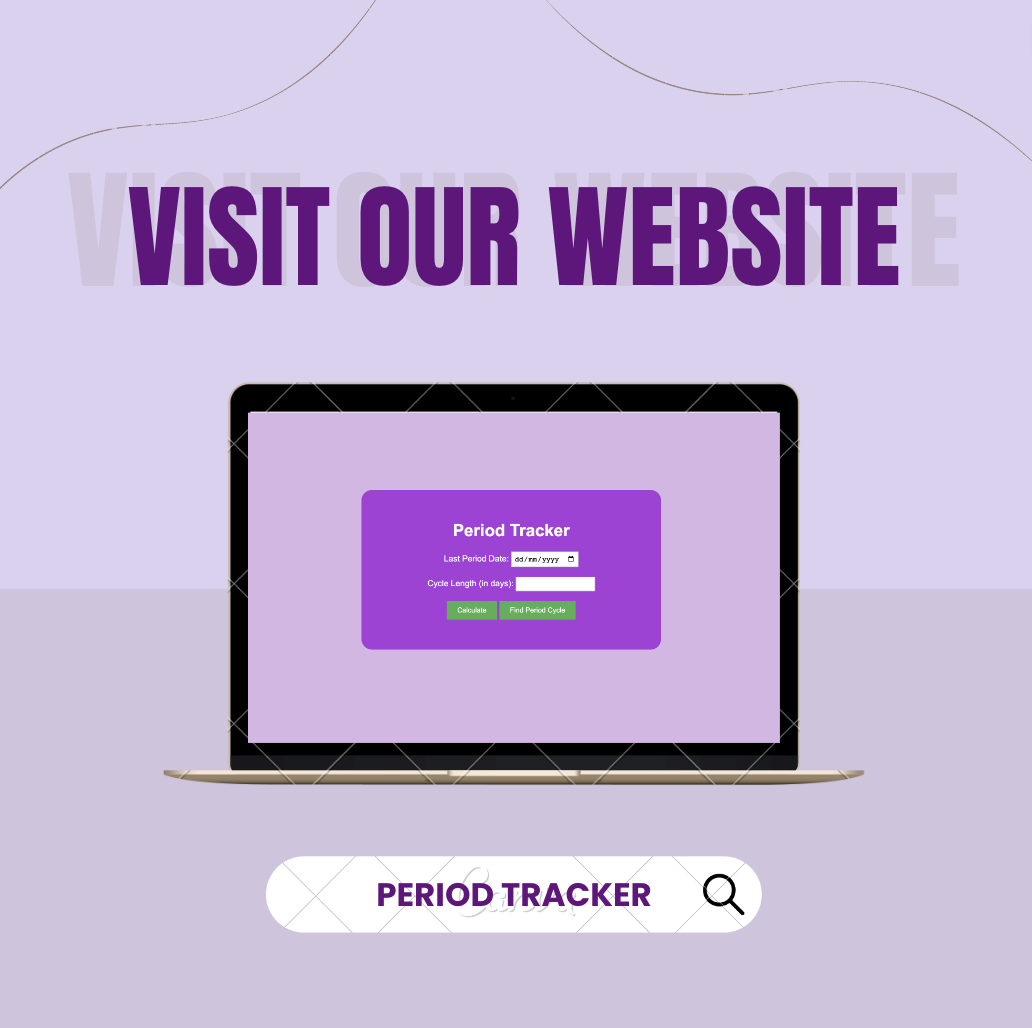 VISIT OUR WEBSITE
Period Tracker
Last Period Date: dd/mm/yyyy
Cycle Length (in days):
Calculate Find Period Cycle
PERIOD TRACKER
Canva